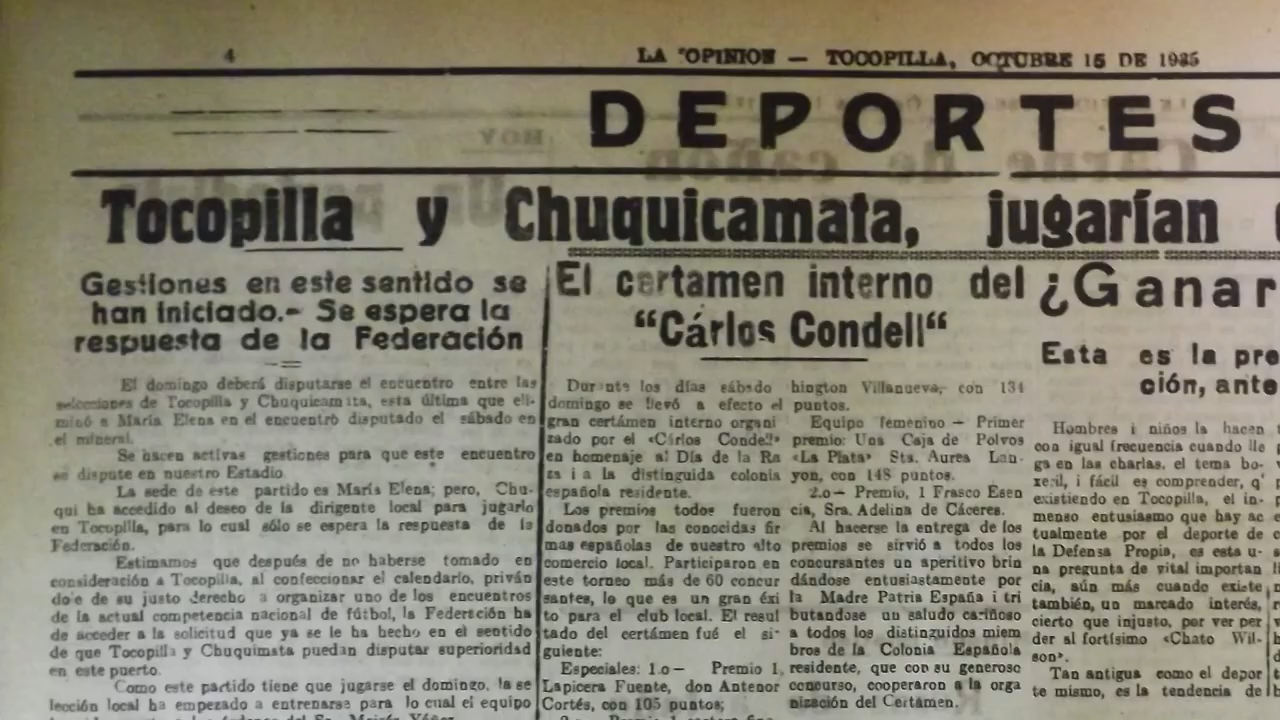 4
LA OPINION — TOCOPILLA, OCTUBRE 15 DE 1935
DEPORTES
Tocopilla y Chuquicamata, jugarían
Gestiones en este sentido se
han iniciado.- Se espera la
respuesta de la Federación
El domingo deberá disputarse el encuentro entre las
selecciones de Tocopilla y Chuquicamata, esta última que eli-
minó a María Elena en el encuentro disputado el sábado en
el mineral.
Se hacen activas gestiones para que este encuentro
se dispute en nuestro Estadio.
La sede de este partido es María Elena; pero, Chu-
qui ha accedido al deseo de la dirigente local para jugarlo
en Tocopilla, para lo cual sólo se espera la respuesta de la
Federación.
Estimamos que después de no haberse tomado en
consideración a Tocopilla, al confeccionar el calendario, priván
dole de su justo derecho a organizar uno de los encuentros
de la actual competencia nacional de fútbol, la Federación ha
de acceder a la solicitud que ya se le ha hecho en el sentido
de que Tocopilla y Chuquimata puedan disputar superioridad
en este puerto.
Como este partido tiene que jugarse el domingo, la se
lección local ha empezado a entrenarse para lo cual el equipo
El certamen interno del
“Cárlos Condell“
Durante los días sábado
domingo se llevó a efecto el
gran certámen interno organi
zado por el «Cárlos Condell»
en homenaje al Día de la Ra
za i a la distinguida colonia
española residente.
Los premios todos fueron
donados por las conocidas fir
mas españolas de nuestro alto
comercio local. Participaron en
este torneo más de 60 concur
santes, lo que es un gran éxi
to para el club local. El resul
tado del certámen fué el si-
guiente:
Especiales: 1.o— Premio 1,
Lapicera Fuente, don Antenor
Cortés, con 105 puntos;
hington Villanueva, con 134
puntos.
Equipo femenino — Primer
premio: Una Caja de Polvos
«La Plata» Sta. Aurea Lan-
yon, con 148 puntos.
2.o— Premio, 1 Frasco Esen
cia, Sra. Adelina de Cáceres.
Al hacerse la entrega de los
premios se sirvió a todos los
concursantes un aperitivo brin
dándose entusiastamente por
la Madre Patria España i tri
butandose un saludo cariñoso
a todos los distinguidos miem
bros de la Colonia Española
residente, que con su generoso
concurso, cooperaron a la orga
nización del Certamen.
¿Ganar
Esta es la pre
ción, ante
Hombres i niños la hacen
con igual frecuencia cuando lle
ga en las charlas, el tema bo-
xeril, i fácil es comprender, q'
existiendo en Tocopilla, el in-
menso entusiasmo que hay ac
tualmente por el deporte de
la Defensa Propia, es esta u-
na pregunta de vital importan
cia, aún más cuando existe
también, un marcado interés,
cierto que injusto, por ver per
der al fortísimo «Chato Wil-
son».
Tan antigua como el depor
te mismo, es la tendencia de